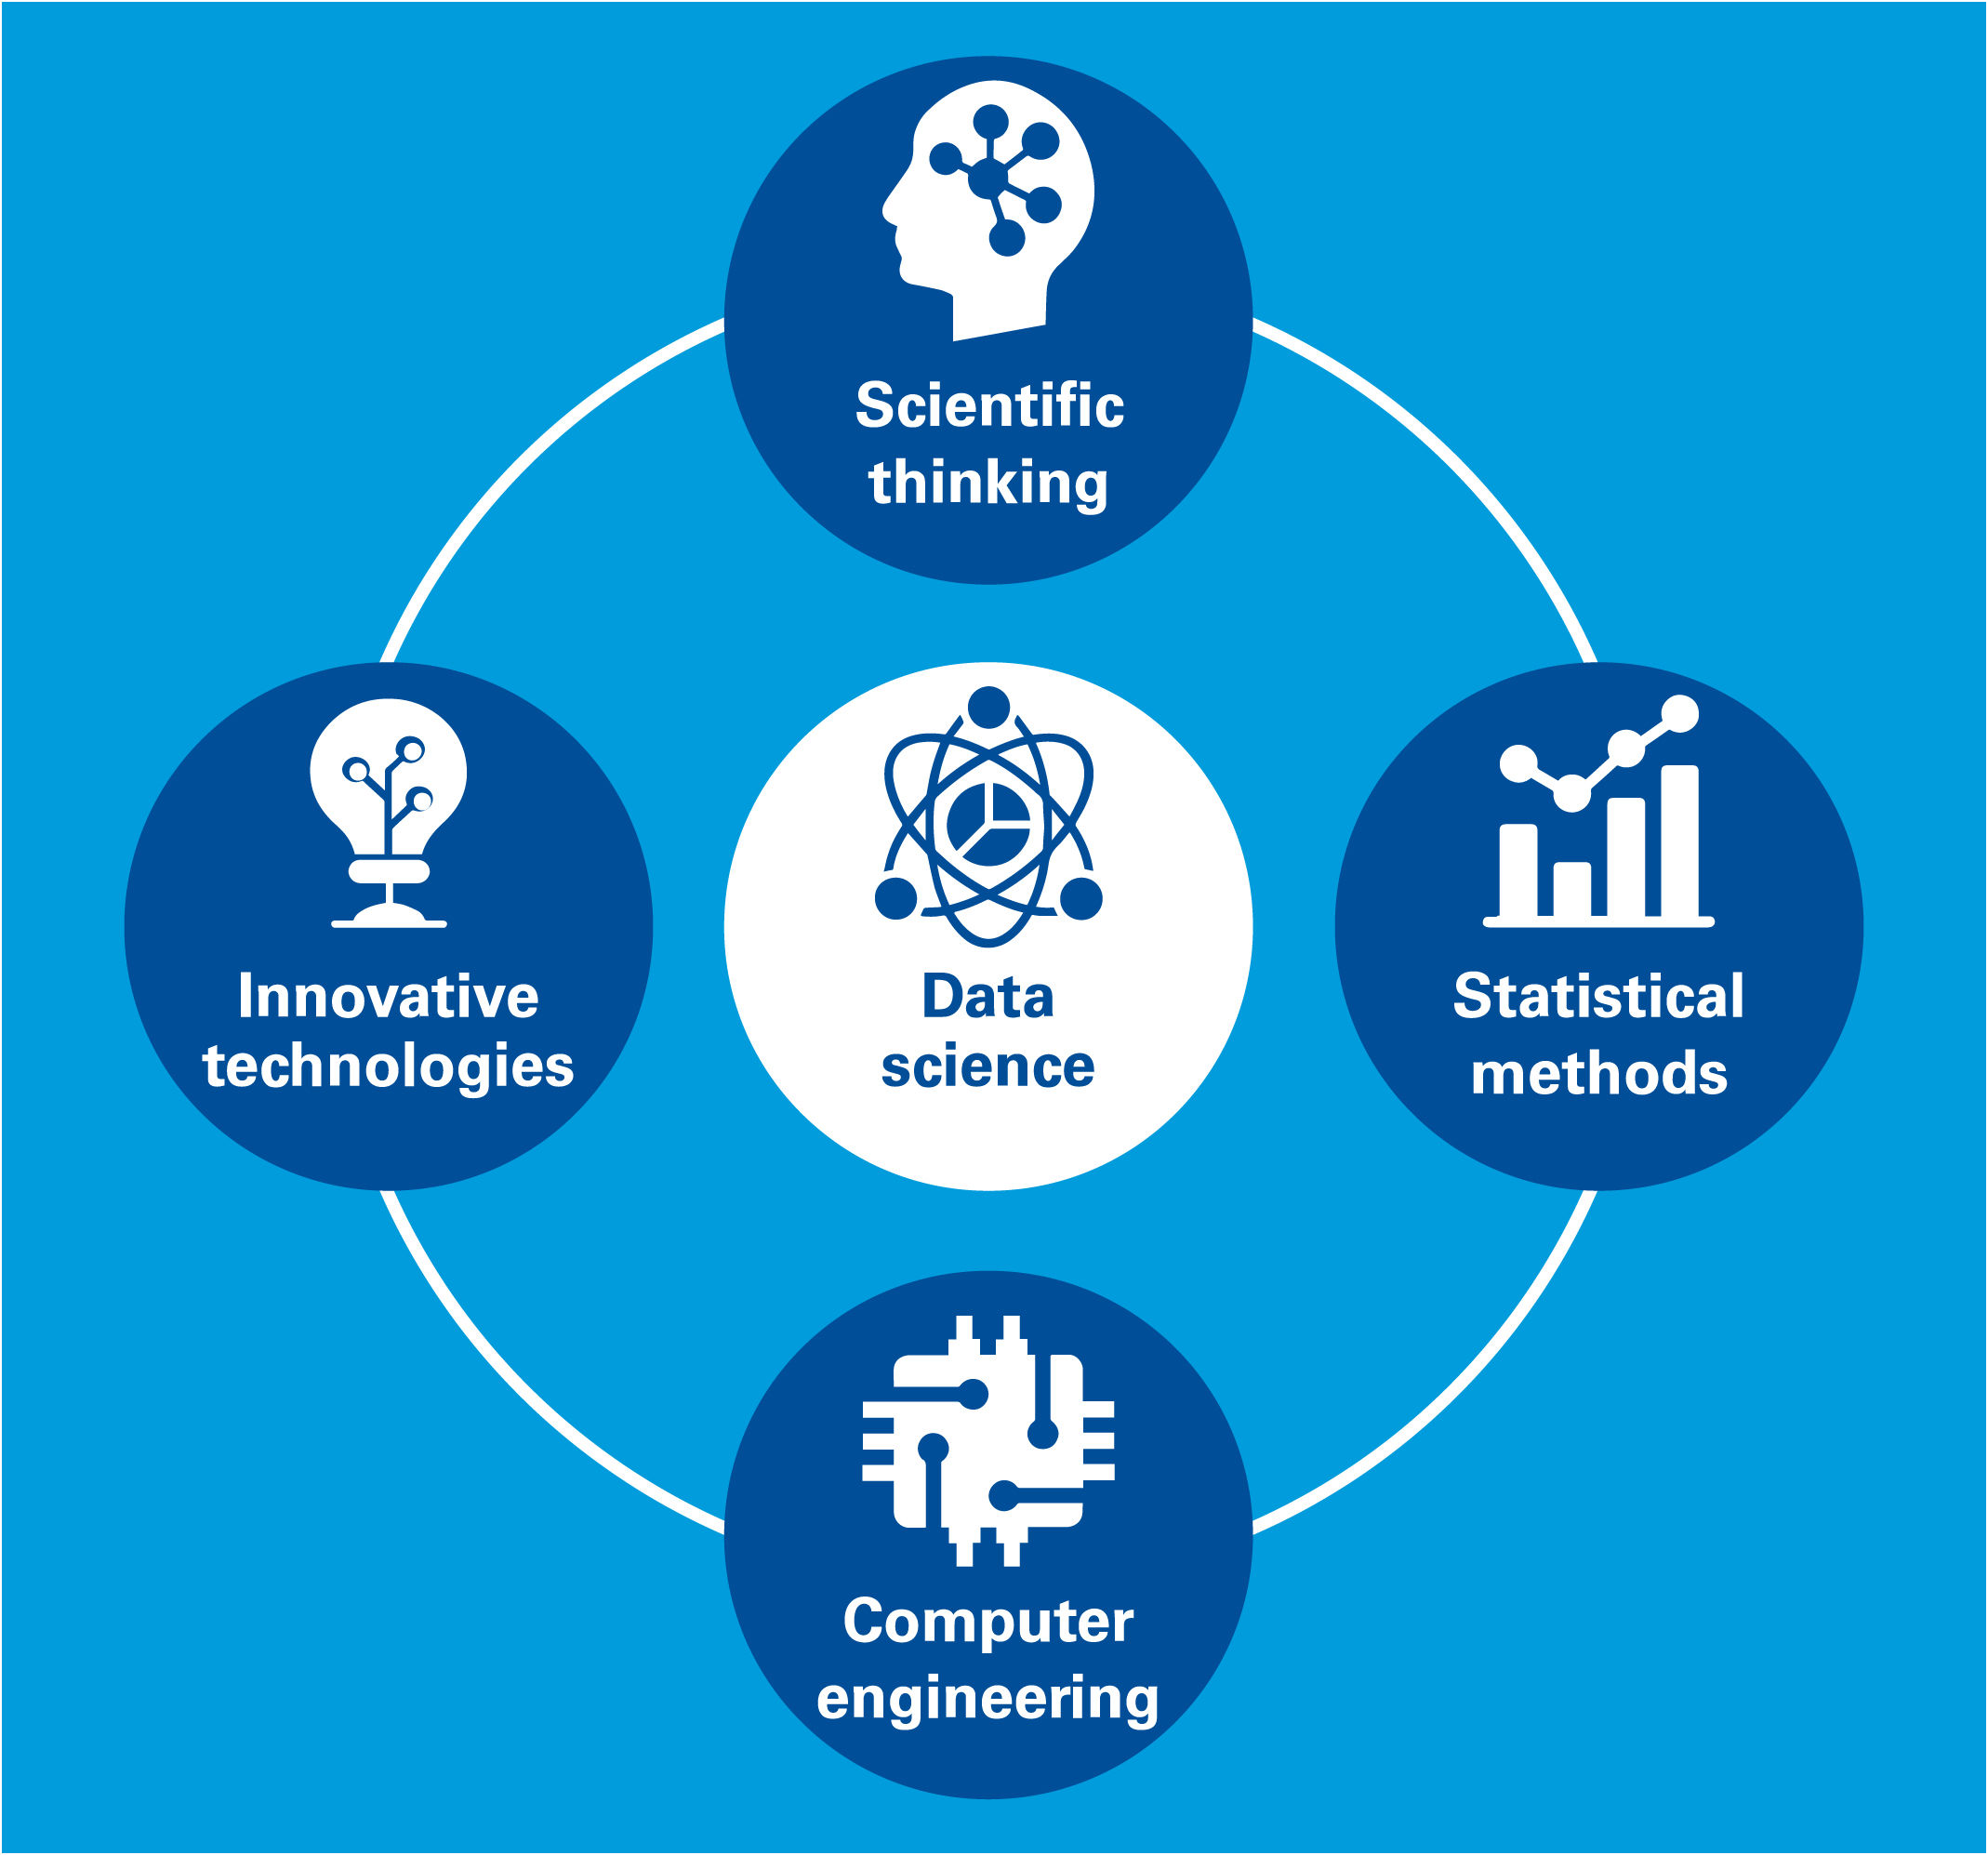 Scientific
thinking
Innovative
technologies
Data
science
Statistical
methods
Computer
engineering